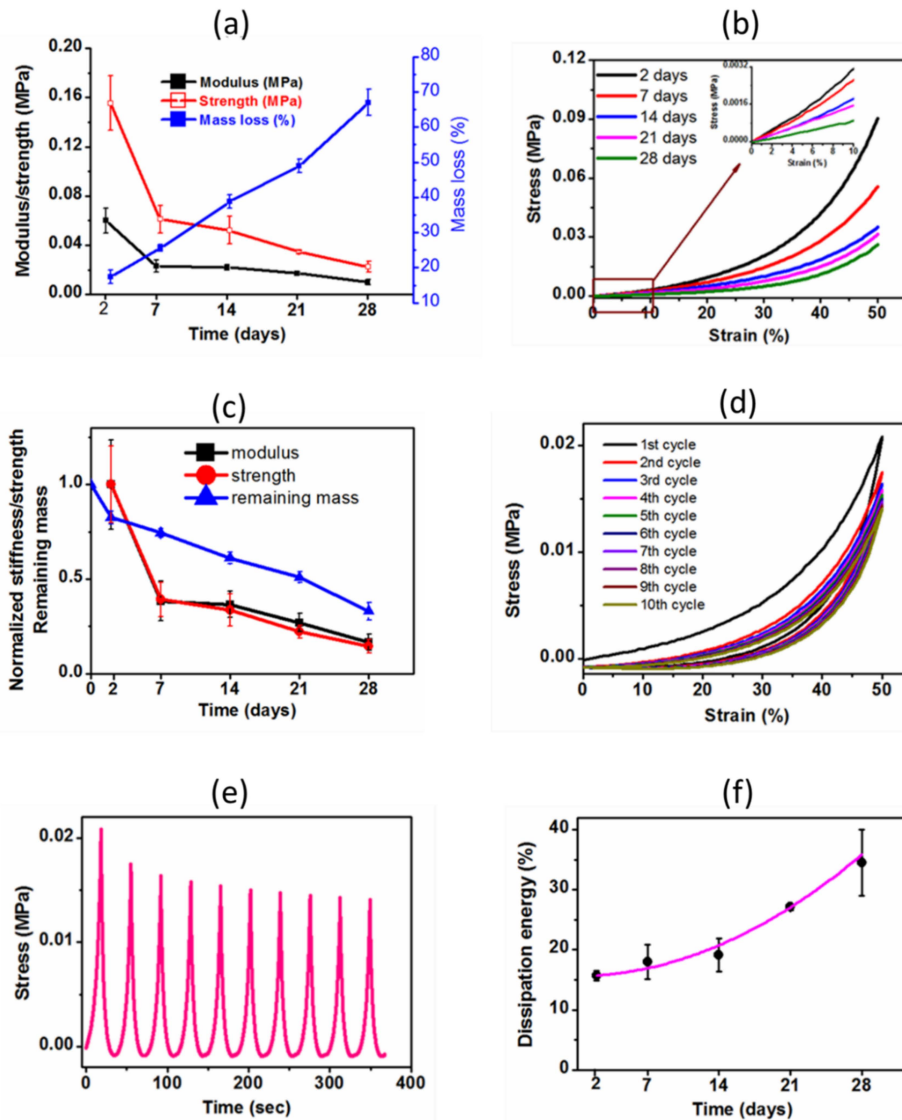 (a)
0.20
0.16
0.12
0.08
0.04
0.00
Modulus/strength (MPa)
Modulus (MPa)
Strength (MPa)
Mass loss (%)
80
70
60
50
40
30
20
10
Mass loss (%)
2 7 14 21 28
Time (days)
(b)
0.12
0.09
0.06
0.03
0.00
Stress (MPa)
2 days
7 days
14 days
21 days
28 days
0.0032
0.0016
0.0000
Stress (MPa)
0 2 4 6 8 10
Strain (%)
0 10 20 30 40 50
Strain (%)
(c)
1.0
0.5
0.0
Normalized stiffness/strength
Remaining mass
modulus
strength
remaining mass
0 2 7 14 21 28
Time (days)
(d)
0.02
0.01
0.00
Stress (MPa)
1st cycle
2nd cycle
3rd cycle
4th cycle
5th cycle
6th cycle
7th cycle
8th cycle
9th cycle
10th cycle
0 10 20 30 40 50
Strain (%)
(e)
0.02
0.01
0.00
Stress (MPa)
0 100 200 300 400
Time (sec)
(f)
40
30
20
10
0
Dissipation energy (%)
2 7 14 21 28
Time (days)